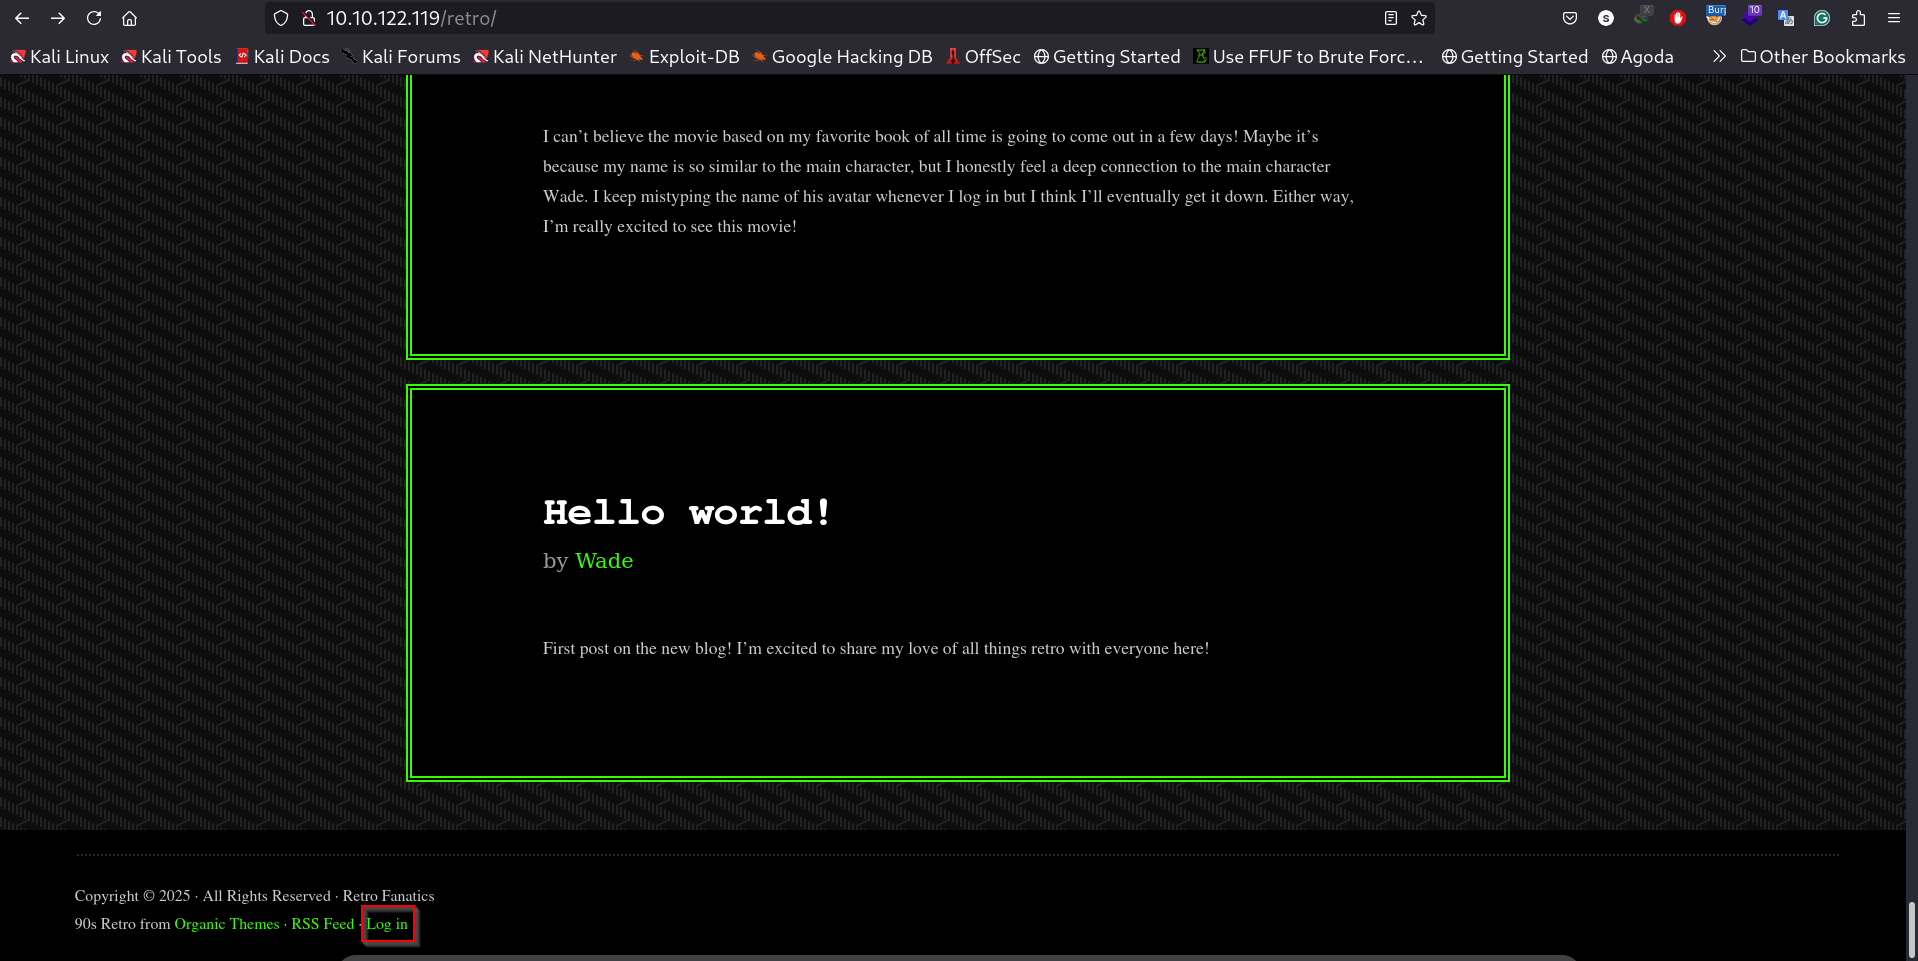 10.10.122.119/retro/
S
X
Burp
10
Kali Linux Kali Tools Kali Docs Kali Forums Kali NetHunter Exploit-DB Google Hacking DB OffSec Getting Started Use FFUF to Brute Forc… Getting Started Agoda Other Bookmarks
I can’t believe the movie based on my favorite book of all time is going to come out in a few days! Maybe it’s
because my name is so similar to the main character, but I honestly feel a deep connection to the main character
Wade. I keep mistyping the name of his avatar whenever I log in but I think I’ll eventually get it down. Either way,
I’m really excited to see this movie!
Hello world!
by Wade
First post on the new blog! I’m excited to share my love of all things retro with everyone here!
Copyright © 2025 · All Rights Reserved · Retro Fanatics
90s Retro from Organic Themes · RSS Feed · Log in